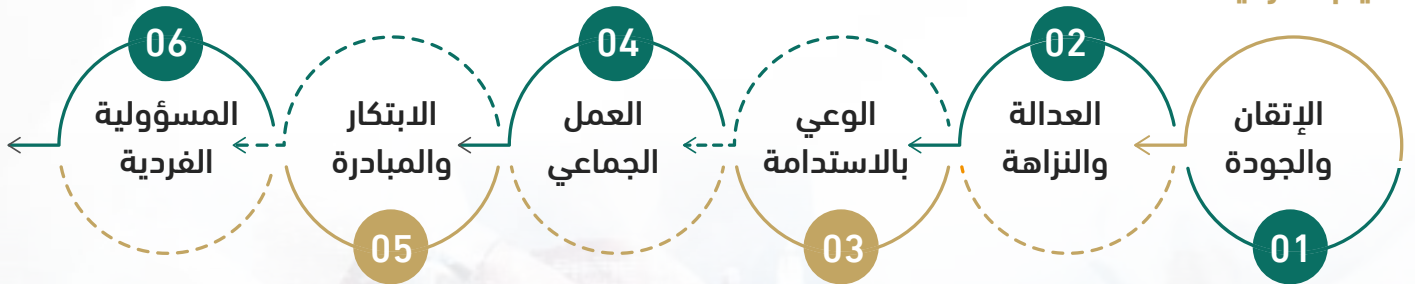 01
الإتقان
والجودة
02
العدالة
والنزاهة
03
الوعي
بالاستدامة
04
العمل
الجماعي
05
الابتكار
والمبادرة
06
المسؤولية
الفردية